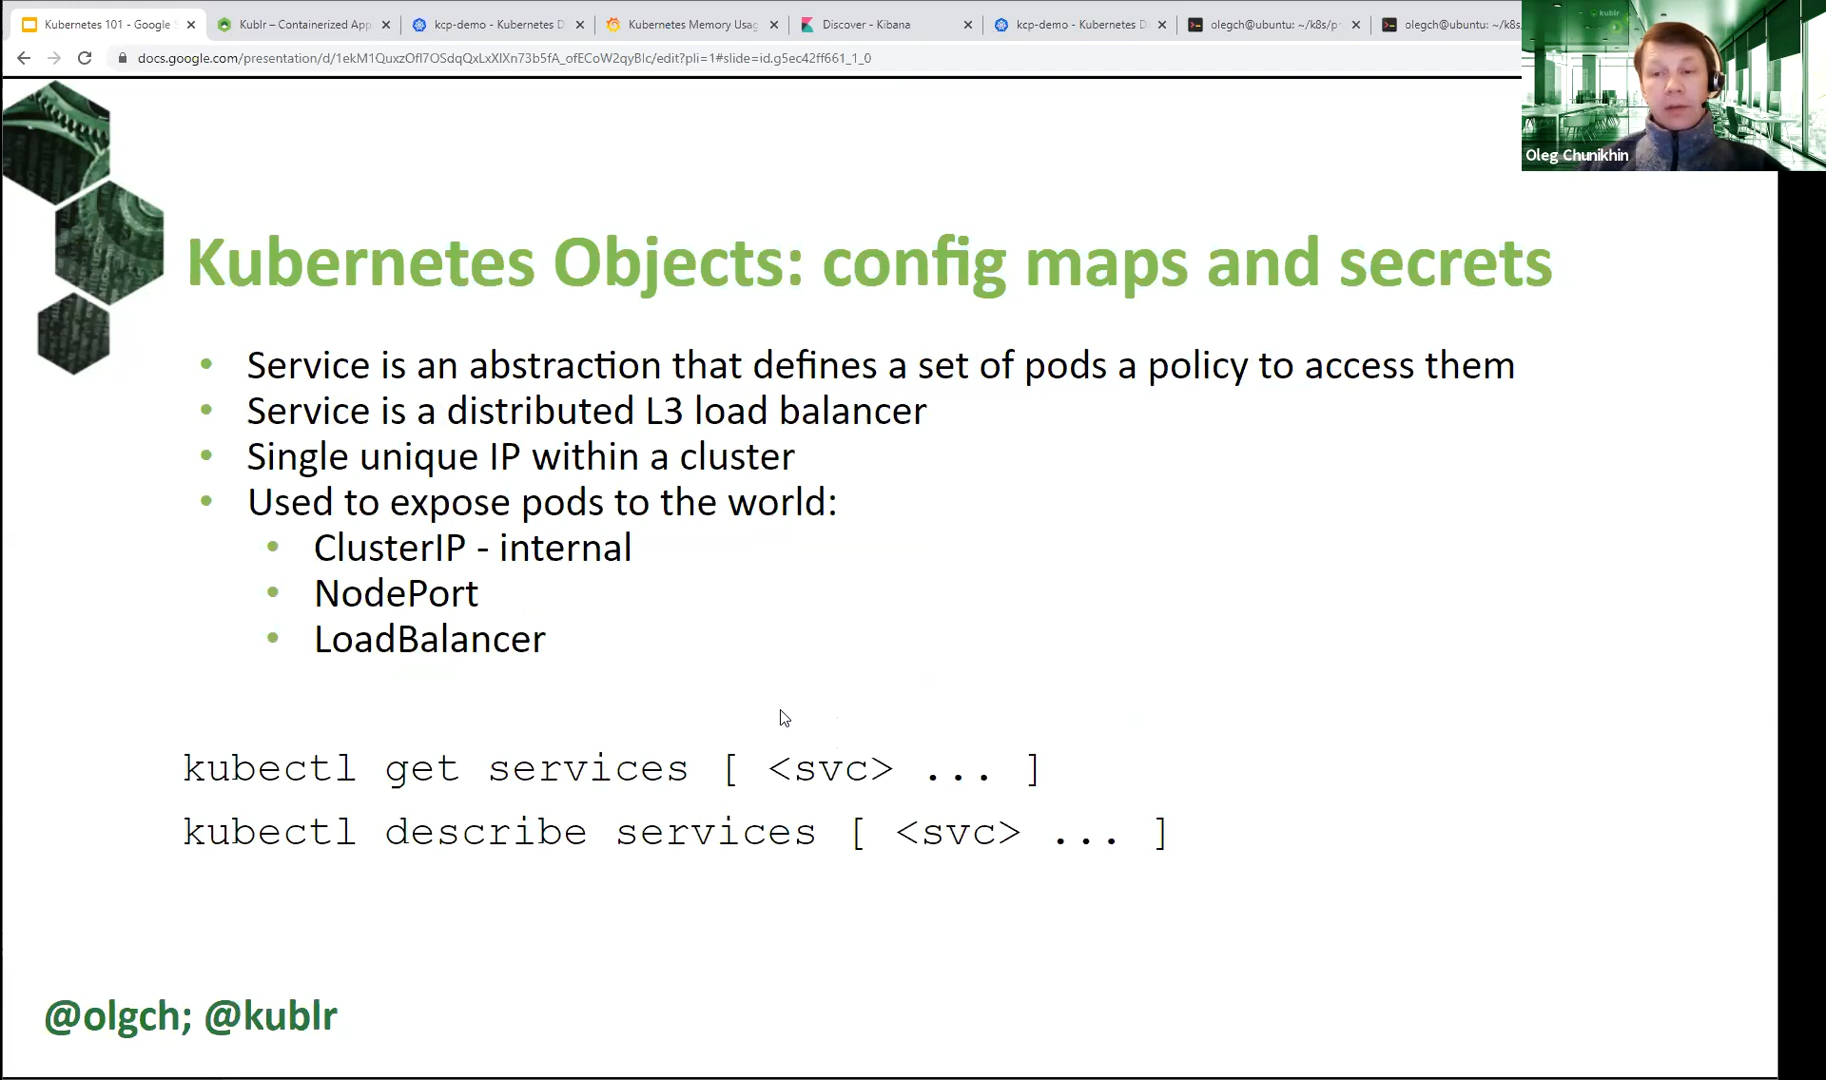 Kubernetes 101 - Google S
Kublr – Containerized App
kcp-demo - Kubernetes D
Kubernetes Memory Usag
Discover - Kibana
kcp-demo - Kubernetes D
olegch@ubuntu: ~/k8s/p
olegch@ubuntu: ~/k8s
docs.google.com/presentation/d/1ekM1QuxzOfl7OSdqQxLxXIXn73b5fA_ofECoW2qyBlc/edit?pli=1#slide=id.g5ec42ff661_1_0
kublr
Oleg Chunikhin
Kubernetes Objects: config maps and secrets
• Service is an abstraction that defines a set of pods a policy to access them
• Service is a distributed L3 load balancer
• Single unique IP within a cluster
• Used to expose pods to the world:
• ClusterIP - internal
• NodePort
• LoadBalancer
kubectl get services [ <svc> ... ]
kubectl describe services [ <svc> ... ]
@olgch; @kublr